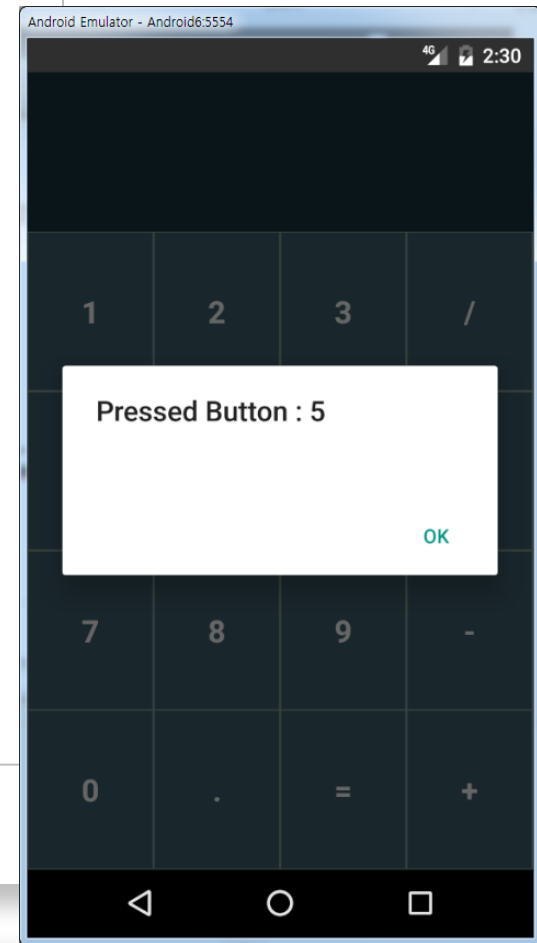 Android Emulator - Android6:5554
4G 2:30
1 2 3 /
Pressed Button : 5
OK
7 8 9 -
0 . = +